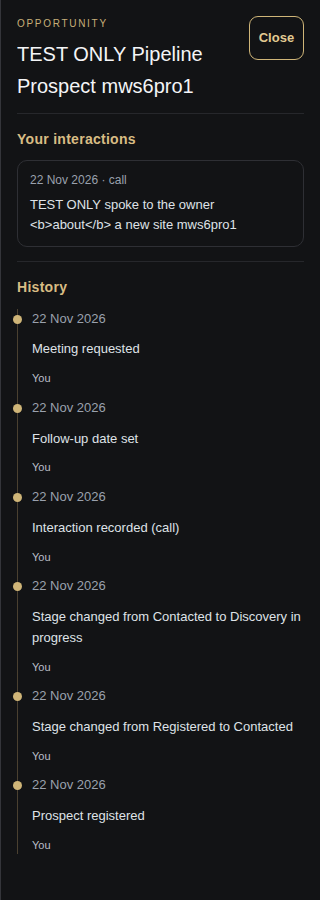 OPPORTUNITY
Close
TEST ONLY Pipeline
Prospect mws6pro1
Your interactions
22 Nov 2026 · call
TEST ONLY spoke to the owner
<b>about</b> a new site mws6pro1
History
22 Nov 2026
Meeting requested
You
22 Nov 2026
Follow-up date set
You
22 Nov 2026
Interaction recorded (call)
You
22 Nov 2026
Stage changed from Contacted to Discovery in
progress
You
22 Nov 2026
Stage changed from Registered to Contacted
You
22 Nov 2026
Prospect registered
You